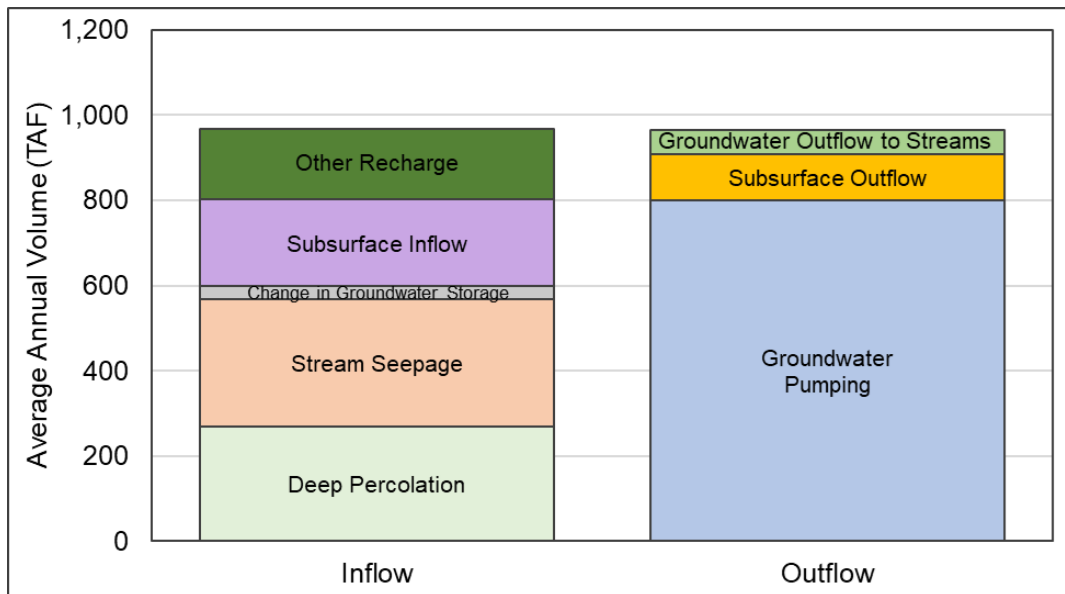 Average Annual Volume (TAF)
1,200
1,000
800
600
400
200
0
Other Recharge
Subsurface Inflow
Change in Groundwater Storage
Stream Seepage
Deep Percolation
Groundwater Outflow to Streams
Subsurface Outflow
Groundwater
Pumping
Inflow
Outflow